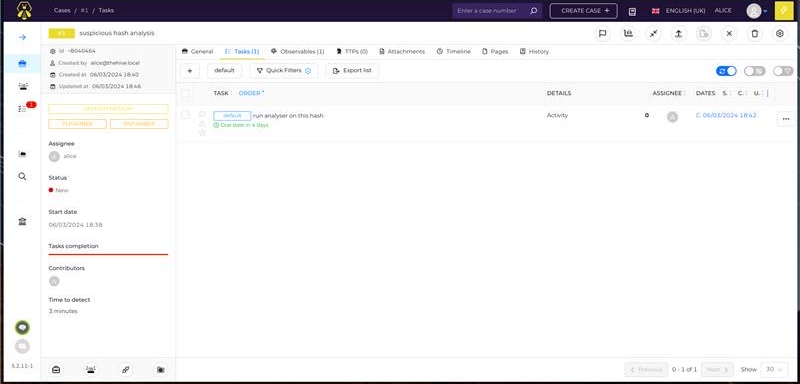 Cases / #1 / Tasks
Enter a case number
CREATE CASE +
ENGLISH (UK)
ALICE
#1 suspicious hash analysis
id ~8040464
Created by alice@thehive.local
Created at 06/03/2024 18:40
Updated at 06/03/2024 18:46
SEVERITY:MEDIUM
TLP:AMBER
PAP:AMBER
Assignee
alice
Status
New
Start date
06/03/2024 18:38
Tasks completion
Contributors
Time to detect
3 minutes
5.2.11-1
1
General
Tasks (1)
Observables (1)
TTPs (0)
Attachments
Timeline
Pages
History
+
default
Quick Filters
Export list
TASK
ORDER
DETAILS
ASSIGNEE
DATES S. C. U.
default run analyser on this hash
Due date in 4 days
Activity 0
A
C. 06/03/2024 18:42
Previous
0 - 1 of 1
Next
Show
30